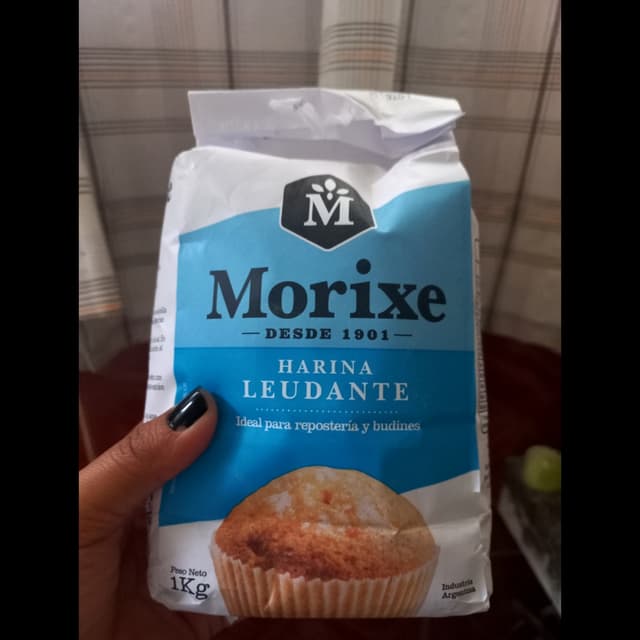 M
Morixe
DESDE 1901
HARINA
LEUDANTE
Ideal para repostería y budines
Peso Neto
1Kg
Industria
Argentina